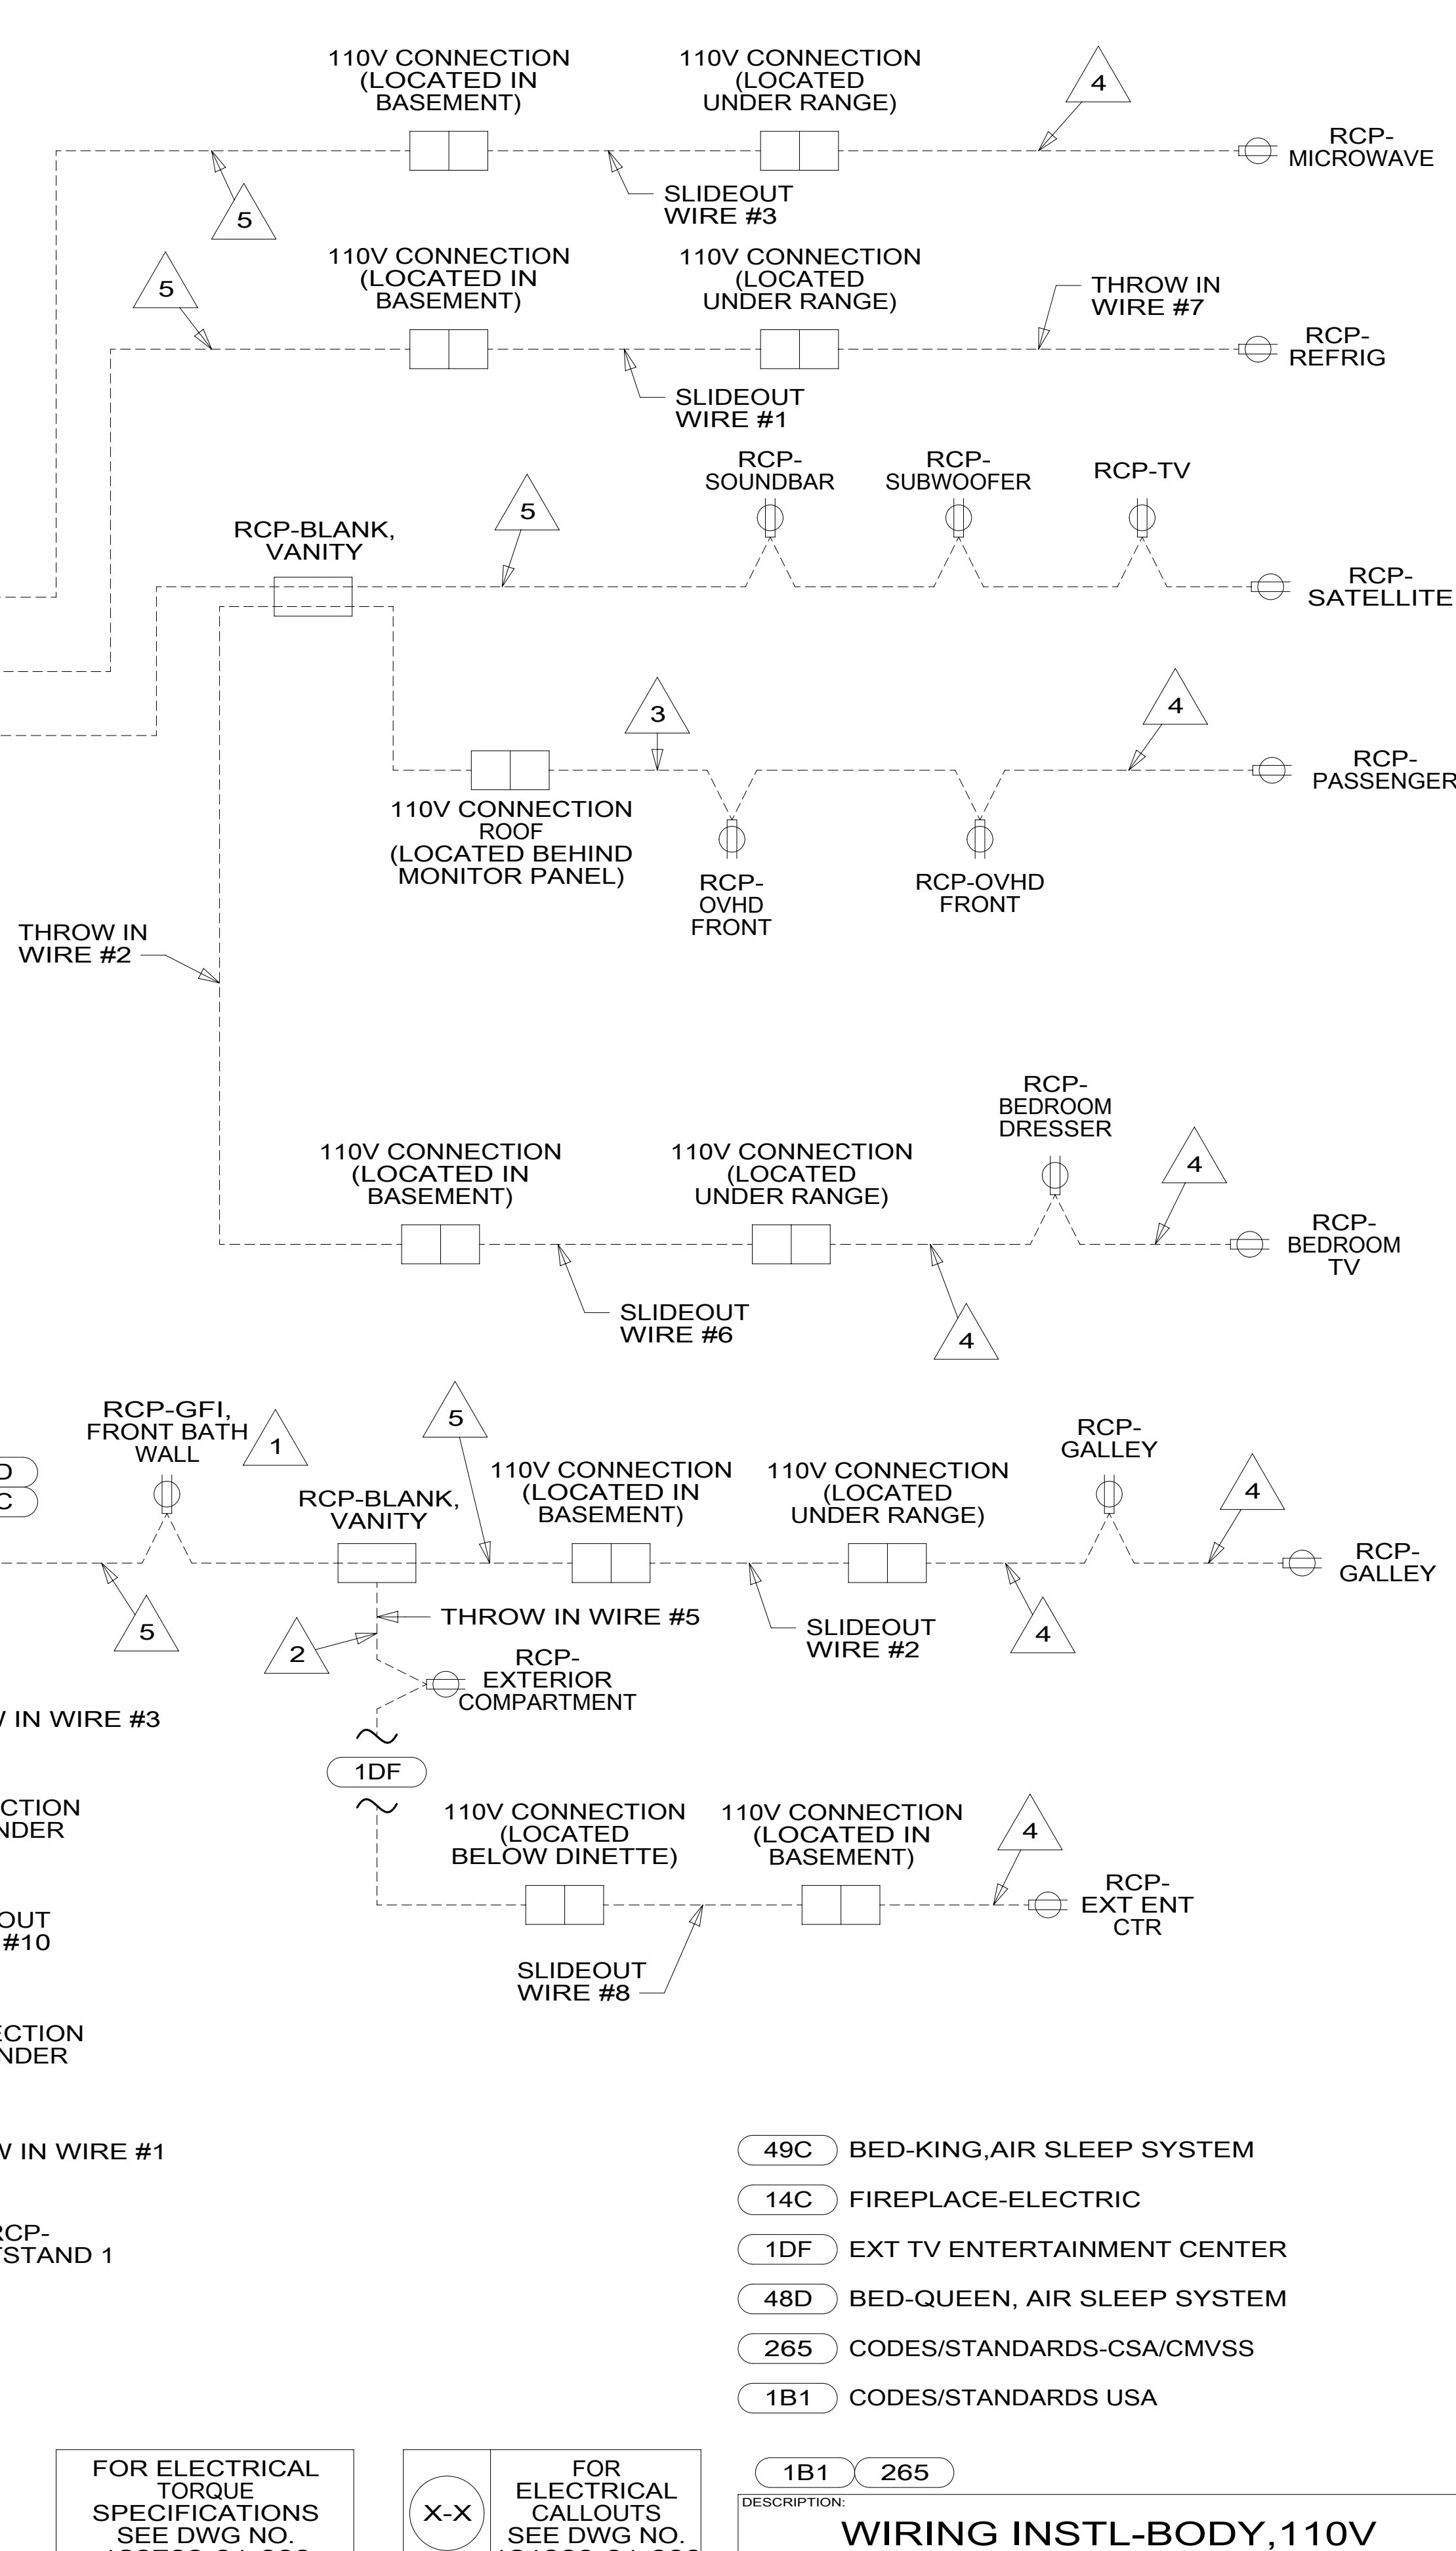 110V CONNECTION
(LOCATED IN
BASEMENT)
110V CONNECTION
(LOCATED
UNDER RANGE)
4
RCP-
MICROWAVE
5
SLIDEOUT
WIRE #3
110V CONNECTION
(LOCATED IN
BASEMENT)
110V CONNECTION
(LOCATED
UNDER RANGE)
5
THROW IN
WIRE #7
RCP-
REFRIG
SLIDEOUT
WIRE #1
RCP-
SOUNDBAR
RCP-
SUBWOOFER
RCP-TV
5
RCP-BLANK,
VANITY
RCP-
SATELLITE
3
4
RCP-
PASSENGER
110V CONNECTION
ROOF
(LOCATED BEHIND
MONITOR PANEL)
RCP-
OVHD
FRONT
RCP-OVHD
FRONT
THROW IN
WIRE #2
RCP-
BEDROOM
DRESSER
110V CONNECTION
(LOCATED IN
BASEMENT)
110V CONNECTION
(LOCATED
UNDER RANGE)
4
RCP-
BEDROOM
TV
SLIDEOUT
WIRE #6
4
RCP-GFI,
FRONT BATH
WALL
1
5
RCP-
GALLEY
D
C
RCP-BLANK,
VANITY
110V CONNECTION
(LOCATED IN
BASEMENT)
110V CONNECTION
(LOCATED
UNDER RANGE)
4
RCP-
GALLEY
5
THROW IN WIRE #5
2
SLIDEOUT
WIRE #2
4
RCP-
EXTERIOR
COMPARTMENT
IN WIRE #3
1DF
CTION
NDER
110V CONNECTION
(LOCATED
BELOW DINETTE)
110V CONNECTION
(LOCATED IN
BASEMENT)
4
RCP-
EXT ENT
CTR
OUT
#10
SLIDEOUT
WIRE #8
CTION
NDER
IN WIRE #1
RCP-
TSTAND 1
49C BED-KING,AIR SLEEP SYSTEM
14C FIREPLACE-ELECTRIC
1DF EXT TV ENTERTAINMENT CENTER
48D BED-QUEEN, AIR SLEEP SYSTEM
265 CODES/STANDARDS-CSA/CMVSS
1B1 CODES/STANDARDS USA
FOR ELECTRICAL
TORQUE
SPECIFICATIONS
SEE DWG NO.
X-X
FOR
ELECTRICAL
CALLOUTS
SEE DWG NO.
1B1 265
DESCRIPTION:
WIRING INSTL-BODY,110V